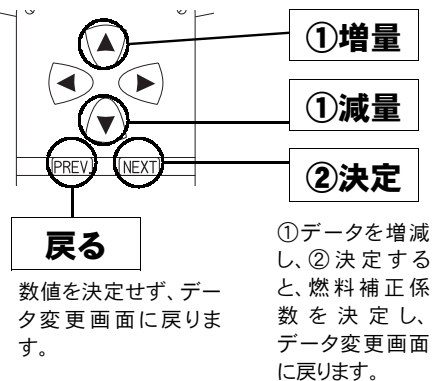 ①増量
①減量
PREV
NEXT
②決定
戻る
数値を決定せず、デー
タ変更画面に戻りま
す。
①データを増減
し、②決定する
と、燃料補正係
数を決定し、
データ変更画面
に戻ります。